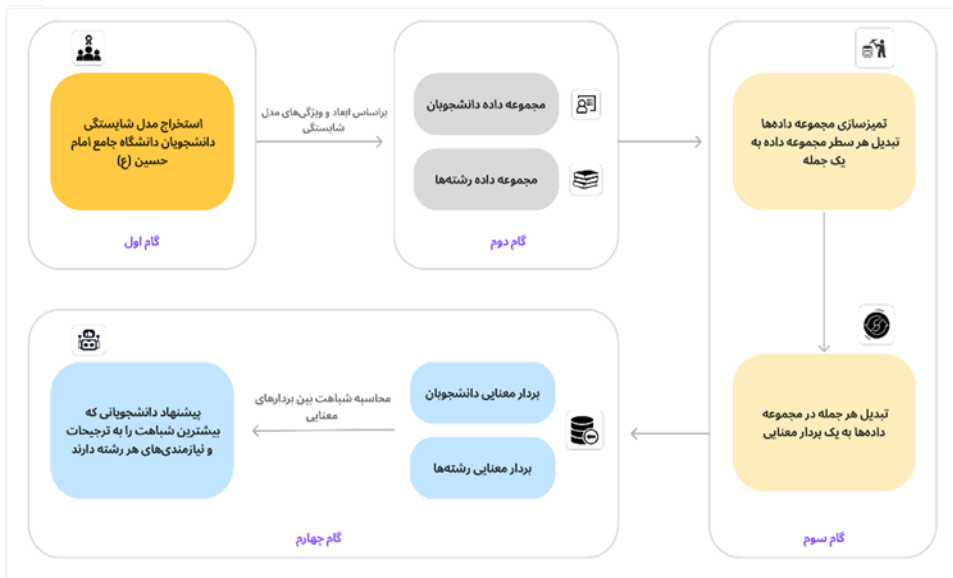 استخراج مدل شایستگی
دانشجویان دانشگاه جامع امام
حسین (ع)
گام اول
براساس ابعاد و ویژگی‌های مدل
شایستگی
مجموعه داده دانشجویان
مجموعه داده رشته‌ها
گام دوم
تمیزسازی مجموعه داده‌ها
تبدیل هر سطر مجموعه داده به
یک جمله
تبدیل هر جمله در مجموعه
داده‌ها به یک بردار معنایی
گام سوم
بردار معنایی دانشجویان
بردار معنایی رشته‌ها
محاسبه شباهت بین بردارهای
معنایی
پیشنهاد دانشجویانی که
بیشترین شباهت را به ترجیحات
و نیازمندی‌های هر رشته دارند
گام چهارم